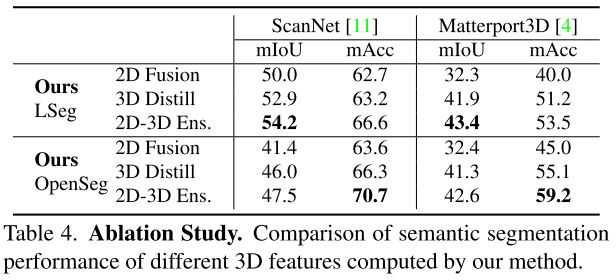 ScanNet [11] Matterport3D [4]
mIoU mAcc mIoU mAcc
Ours LSeg
2D Fusion 50.0 62.7 32.3 40.0
3D Distill 52.9 63.2 41.9 51.2
2D-3D Ens. 54.2 66.6 43.4 53.5
Ours OpenSeg
2D Fusion 41.4 63.6 32.4 45.0
3D Distill 46.0 66.3 41.3 55.1
2D-3D Ens. 47.5 70.7 42.6 59.2
Table 4. Ablation Study. Comparison of semantic segmentation
performance of different 3D features computed by our method.